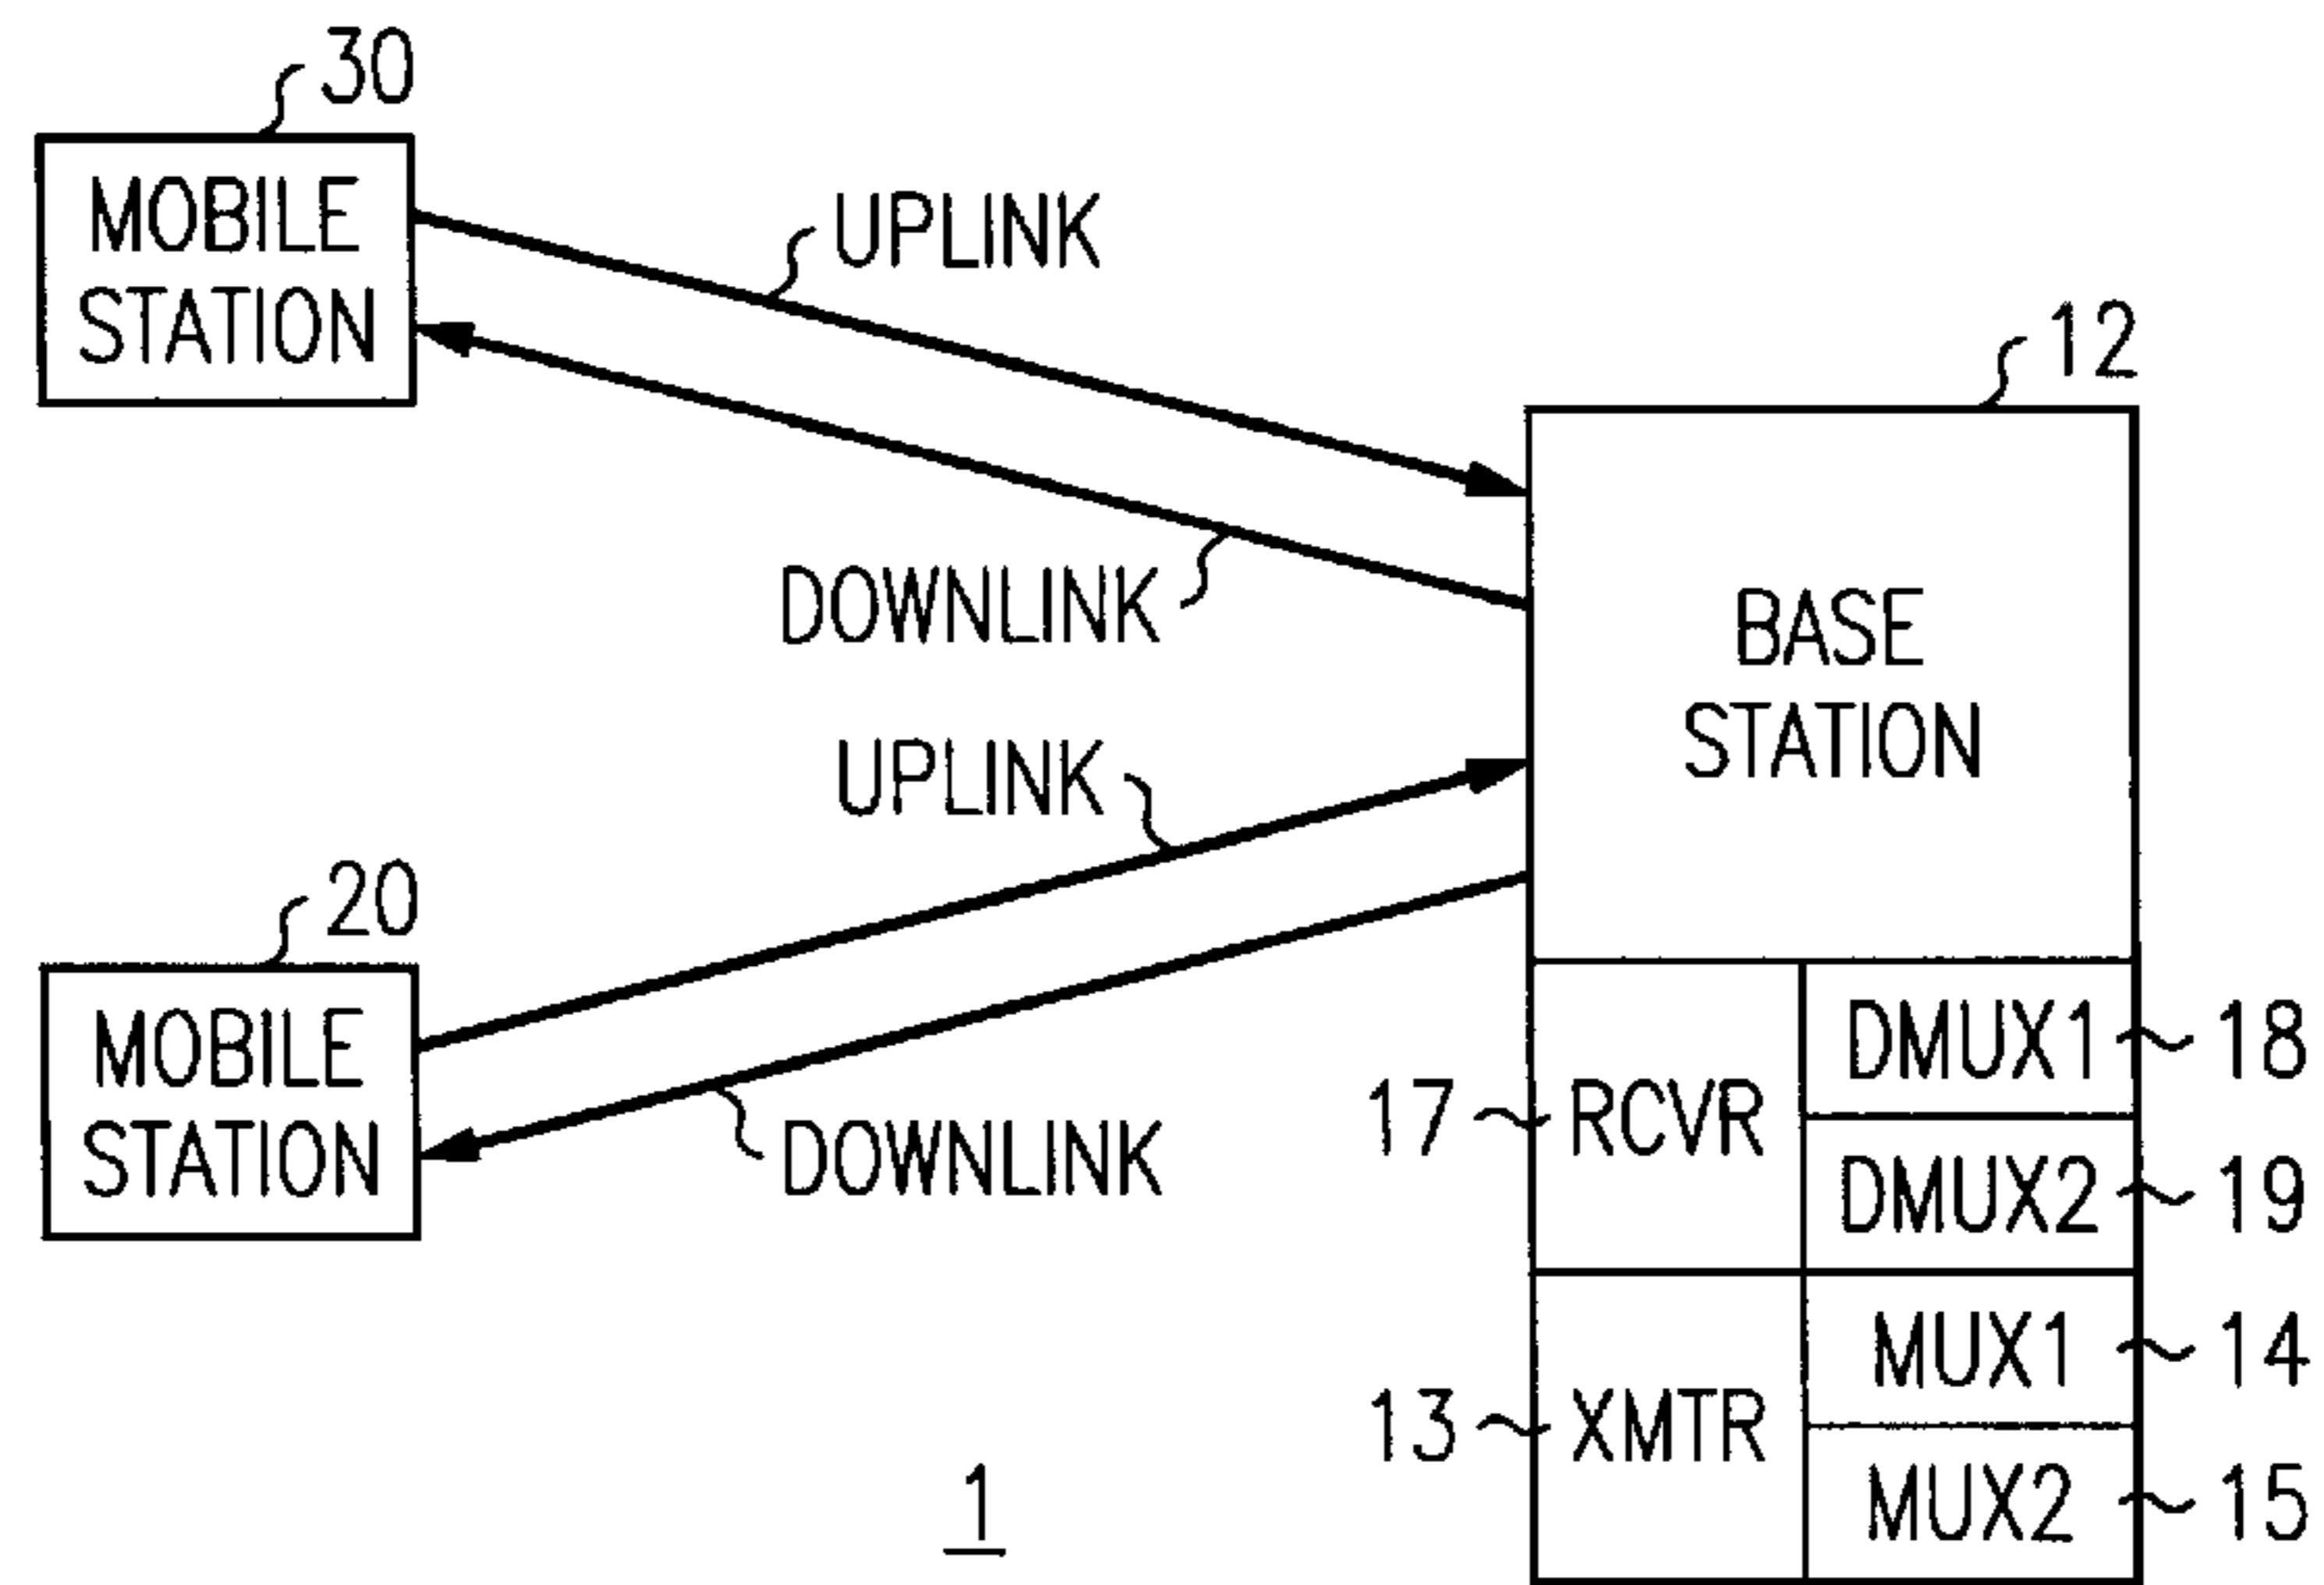 30
MOBILE
STATION
UPLINK
12
DOWNLINK
BASE
STATION
UPLINK
20
MOBILE
STATION
DOWNLINK
17
RCVR
DMUX1
18
DMUX2
19
13
XMTR
MUX1
14
MUX2
15
1